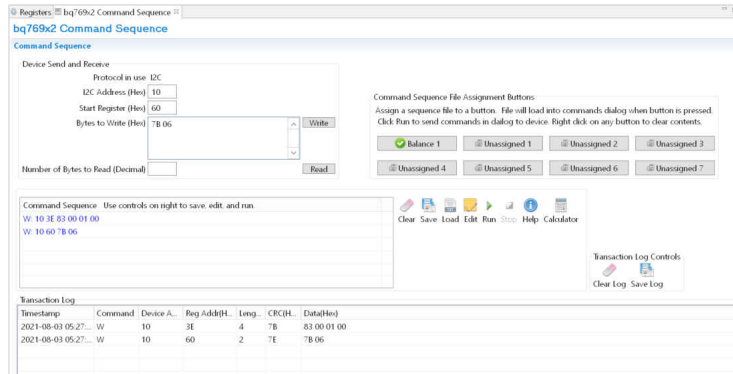 Registers bq769x2 Command Sequence
bq769x2 Command Sequence
Command Sequence
Device Send and Receive
Protocol in use I2C
I2C Address (Hex) 10
Start Register (Hex) 60
Bytes to Write (Hex) 7B 06 Write
Number of Bytes to Read (Decimal) Read
Command Sequence File Assignment Buttons
Assign a sequence file to a button. File will load into commands dialog when button is pressed.
Click Run to send commands in dailog to device. Right click on any button to clear contents.
Balance 1 Unassigned 1 Unassigned 2 Unassigned 3
Unassigned 4 Unassigned 5 Unassigned 6 Unassigned 7
Command Sequence Use controls on right to save, edit, and run.
W: 10 3E 83 00 01 00
W: 10 60 7B 06
Clear Save Load Edit Run Stop Help Calculator
Transaction Log Controls
Clear Log Save Log
Transaction Log
Timestamp Command Device A... Reg Addr(H... Leng... CRC(H... Data(Hex)
2021-08-03 05:27:... W 10 3E 4 7B 83 00 01 00
2021-08-03 05:27:... W 10 60 2 7E 7B 06